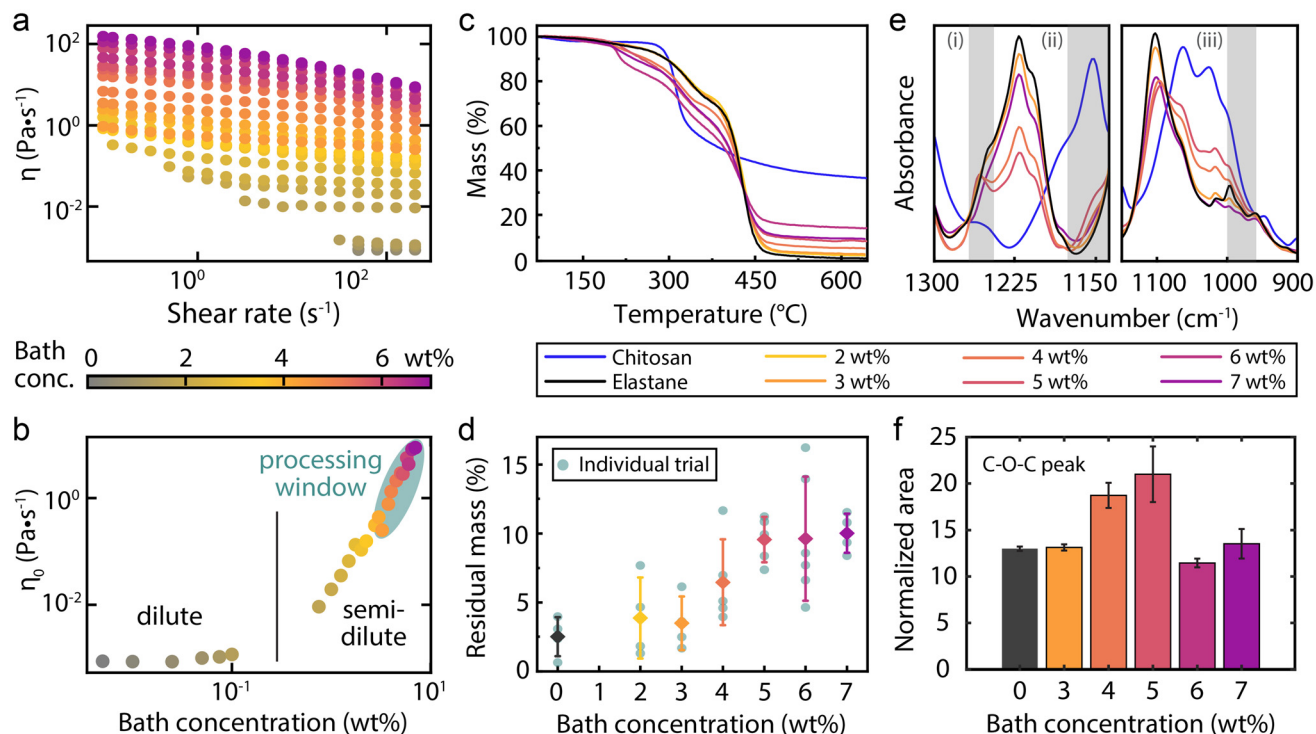 a
η (Pa•s⁻¹)
10²
10⁰
10⁻²
10⁰
10²
Shear rate (s⁻¹)
Bath
conc.
0
2
4
6
wt%
b
η₀ (Pa•s⁻¹)
10⁰
10⁻²
processing
window
dilute
semi-
dilute
10⁻¹
10¹
Bath concentration (wt%)
c
Mass (%)
100
80
60
40
20
0
150
300
450
600
Temperature (°C)
e
Absorbance
(i)
(ii)
(iii)
1300
1225
1150
1100
1000
900
Wavenumber (cm⁻¹)
Chitosan
2 wt%
4 wt%
6 wt%
Elastane
3 wt%
5 wt%
7 wt%
d
Residual mass (%)
Individual trial
15
10
5
0
0
1
2
3
4
5
6
7
Bath concentration (wt%)
f
Normalized area
C-O-C peak
25
20
15
10
5
0
0
3
4
5
6
7
Bath concentration (wt%)